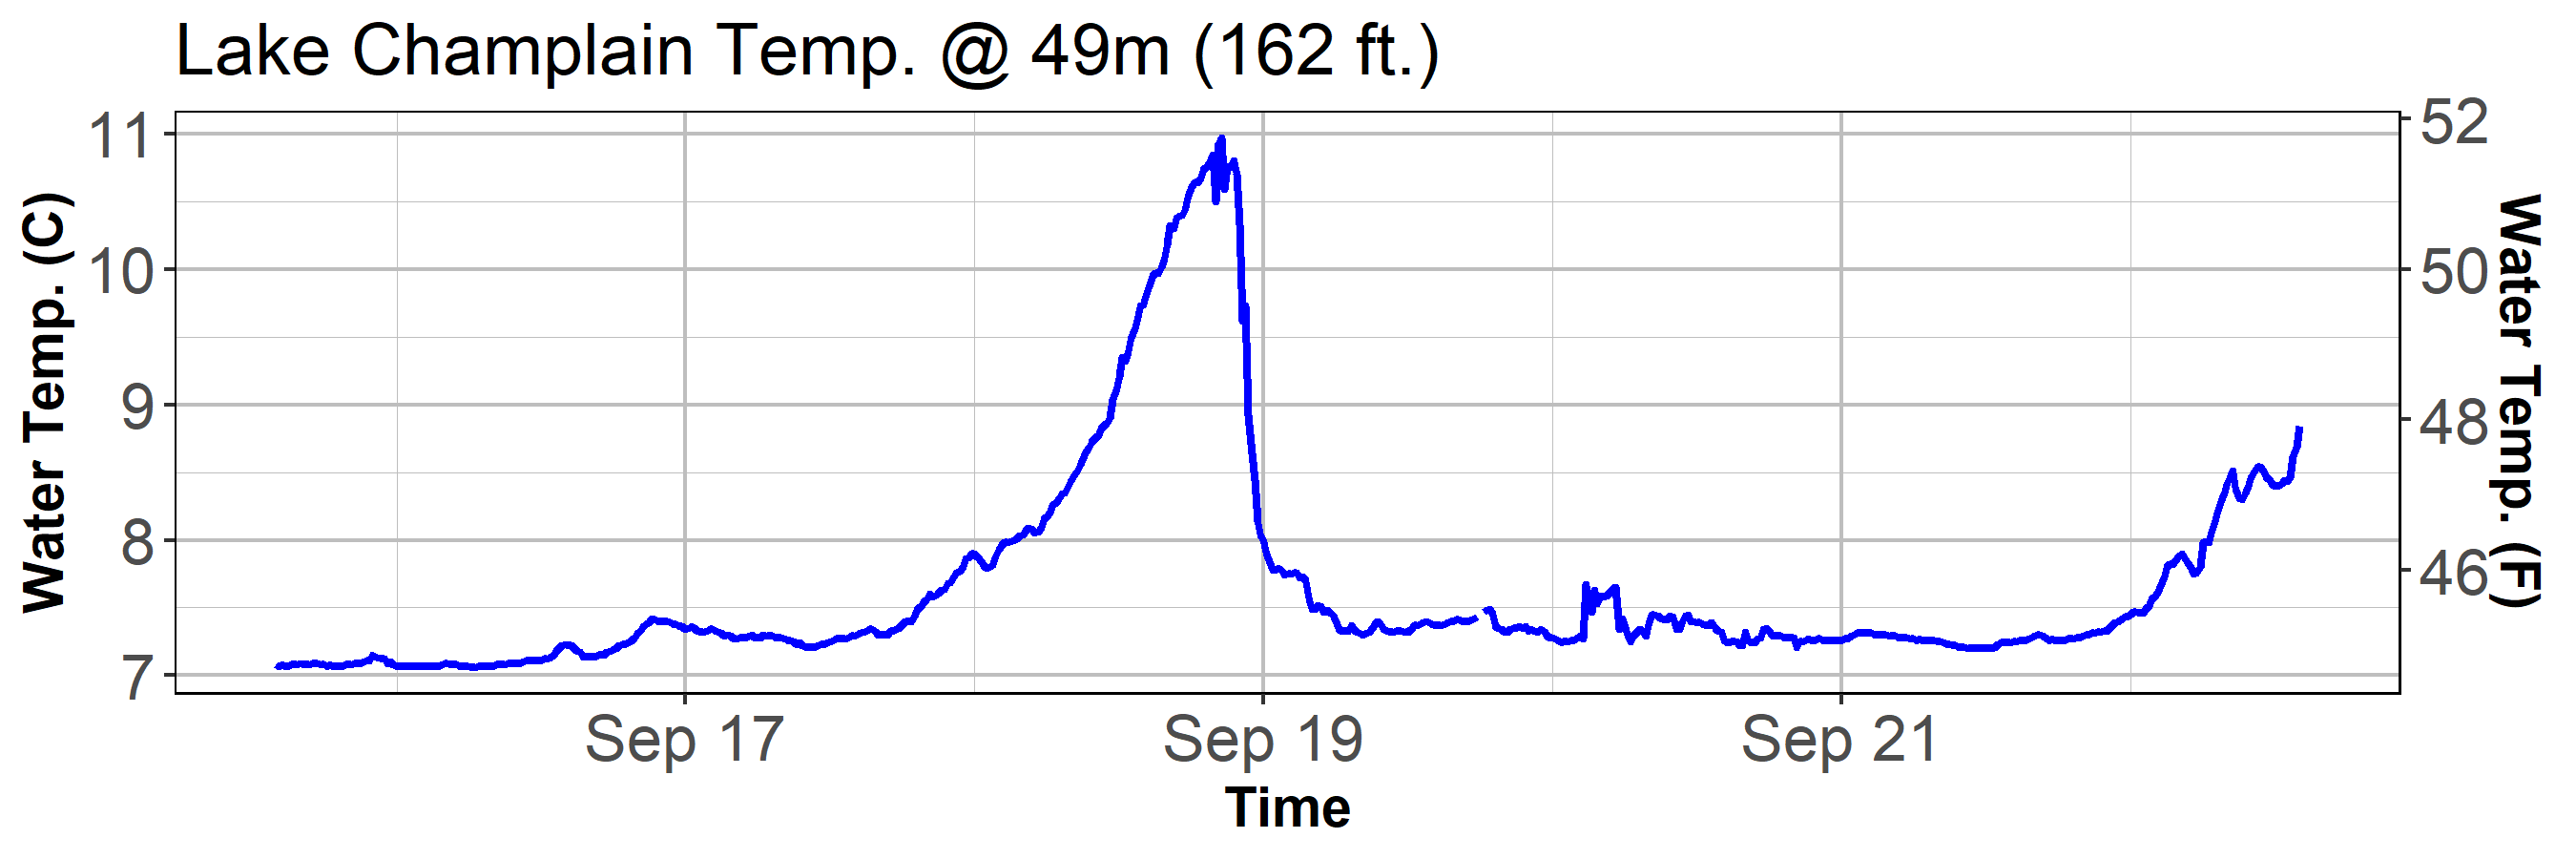 Lake Champlain Temp. @ 49m (162 ft.)
Water Temp. (C)
11
10
9
8
7
52
50
48
46
Water Temp. (F)
Sep 17
Sep 19
Sep 21
Time